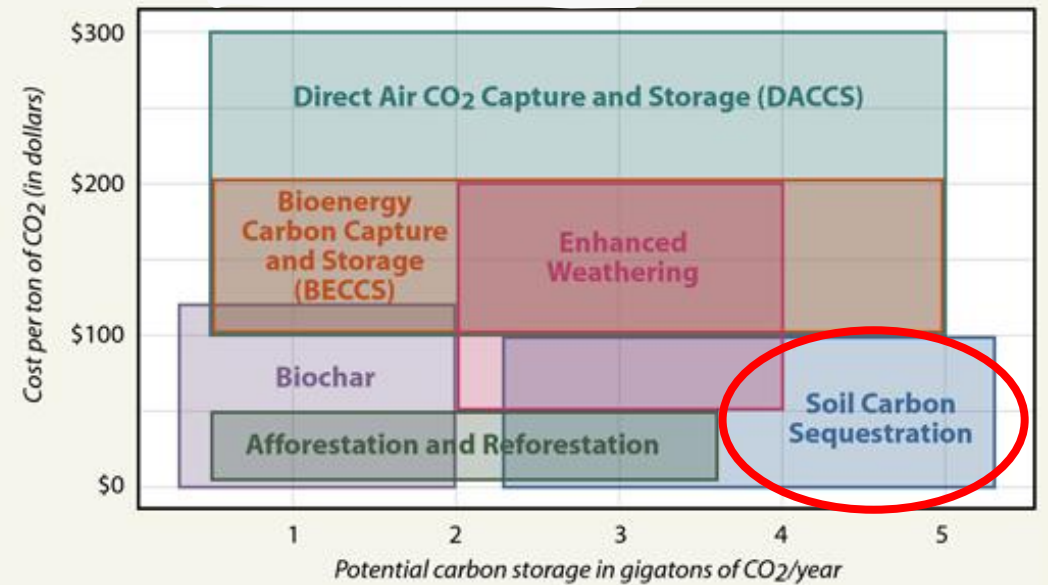 $300
$200
$100
$0
Cost per ton of CO2 (in dollars)
Direct Air CO2 Capture and Storage (DACCS)
Bioenergy
Carbon Capture
and Storage
(BECCS)
Enhanced
Weathering
Biochar
Afforestation and Reforestation
Soil Carbon
Sequestration
1
2
3
4
5
Potential carbon storage in gigatons of CO2/year